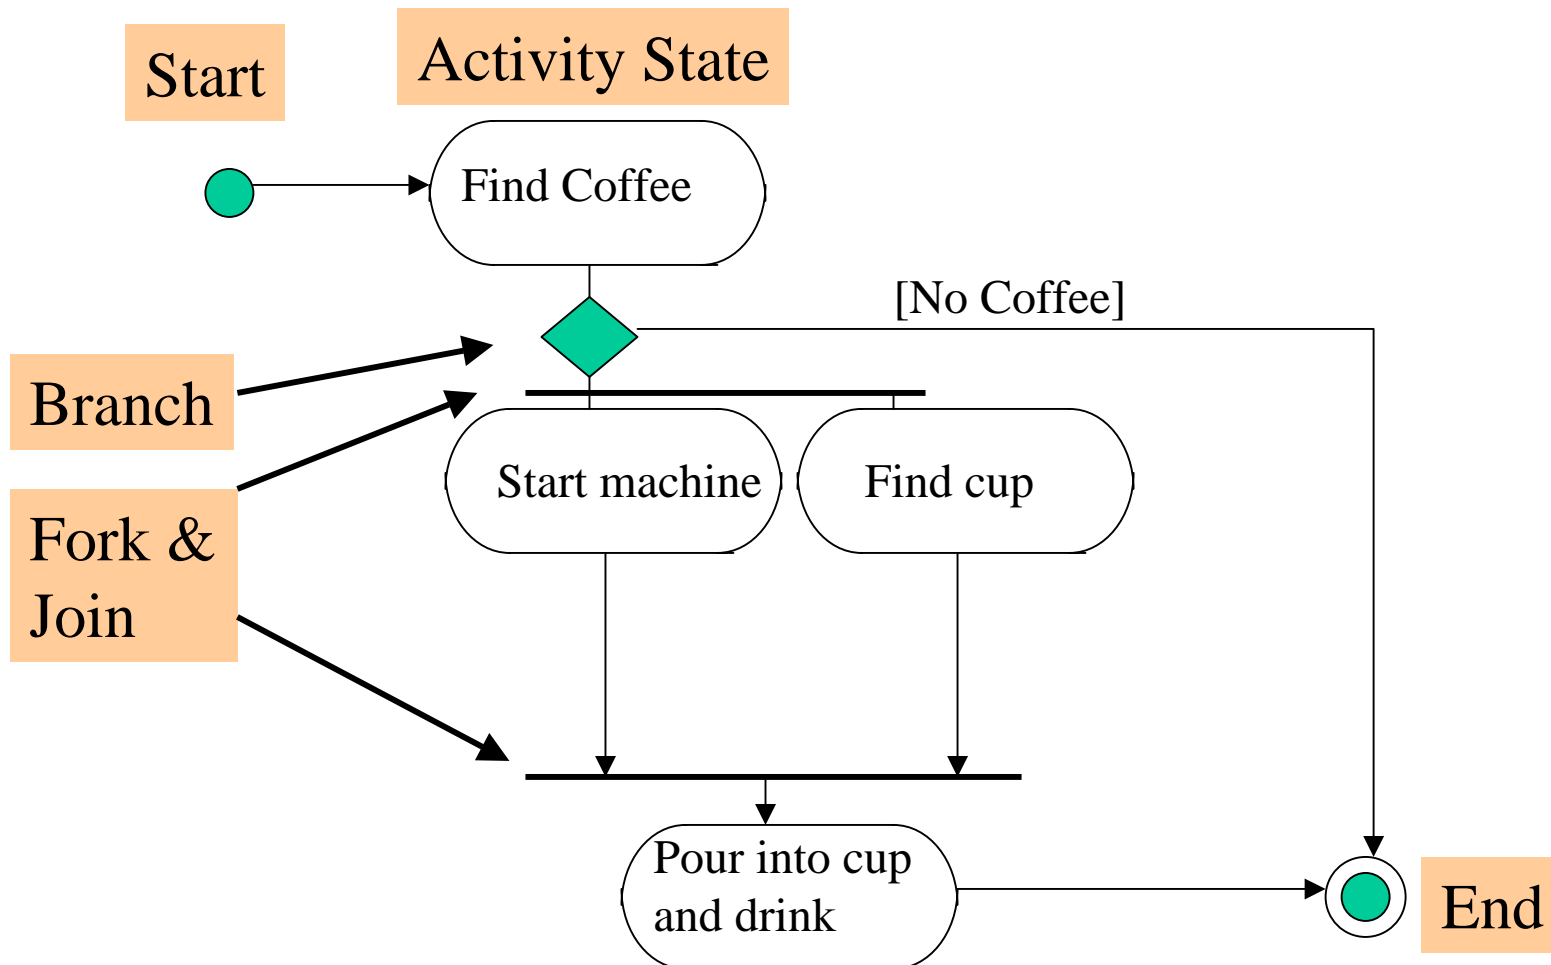 Start
Activity State
Find Coffee
[No Coffee]
Branch
Start machine
Find cup
Fork &
Join
Pour into cup
and drink
End